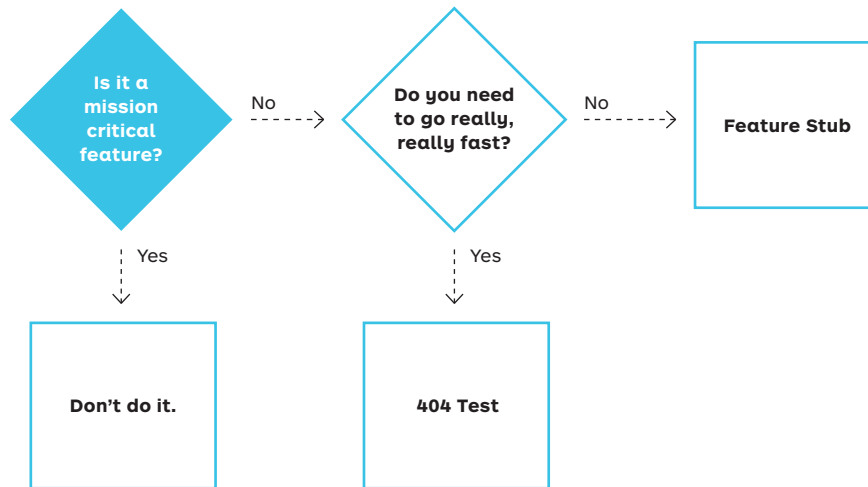 Is it a
mission
critical
feature?
No
Do you need
to go really,
really fast?
No
Feature Stub
Yes
Yes
Don’t do it.
404 Test